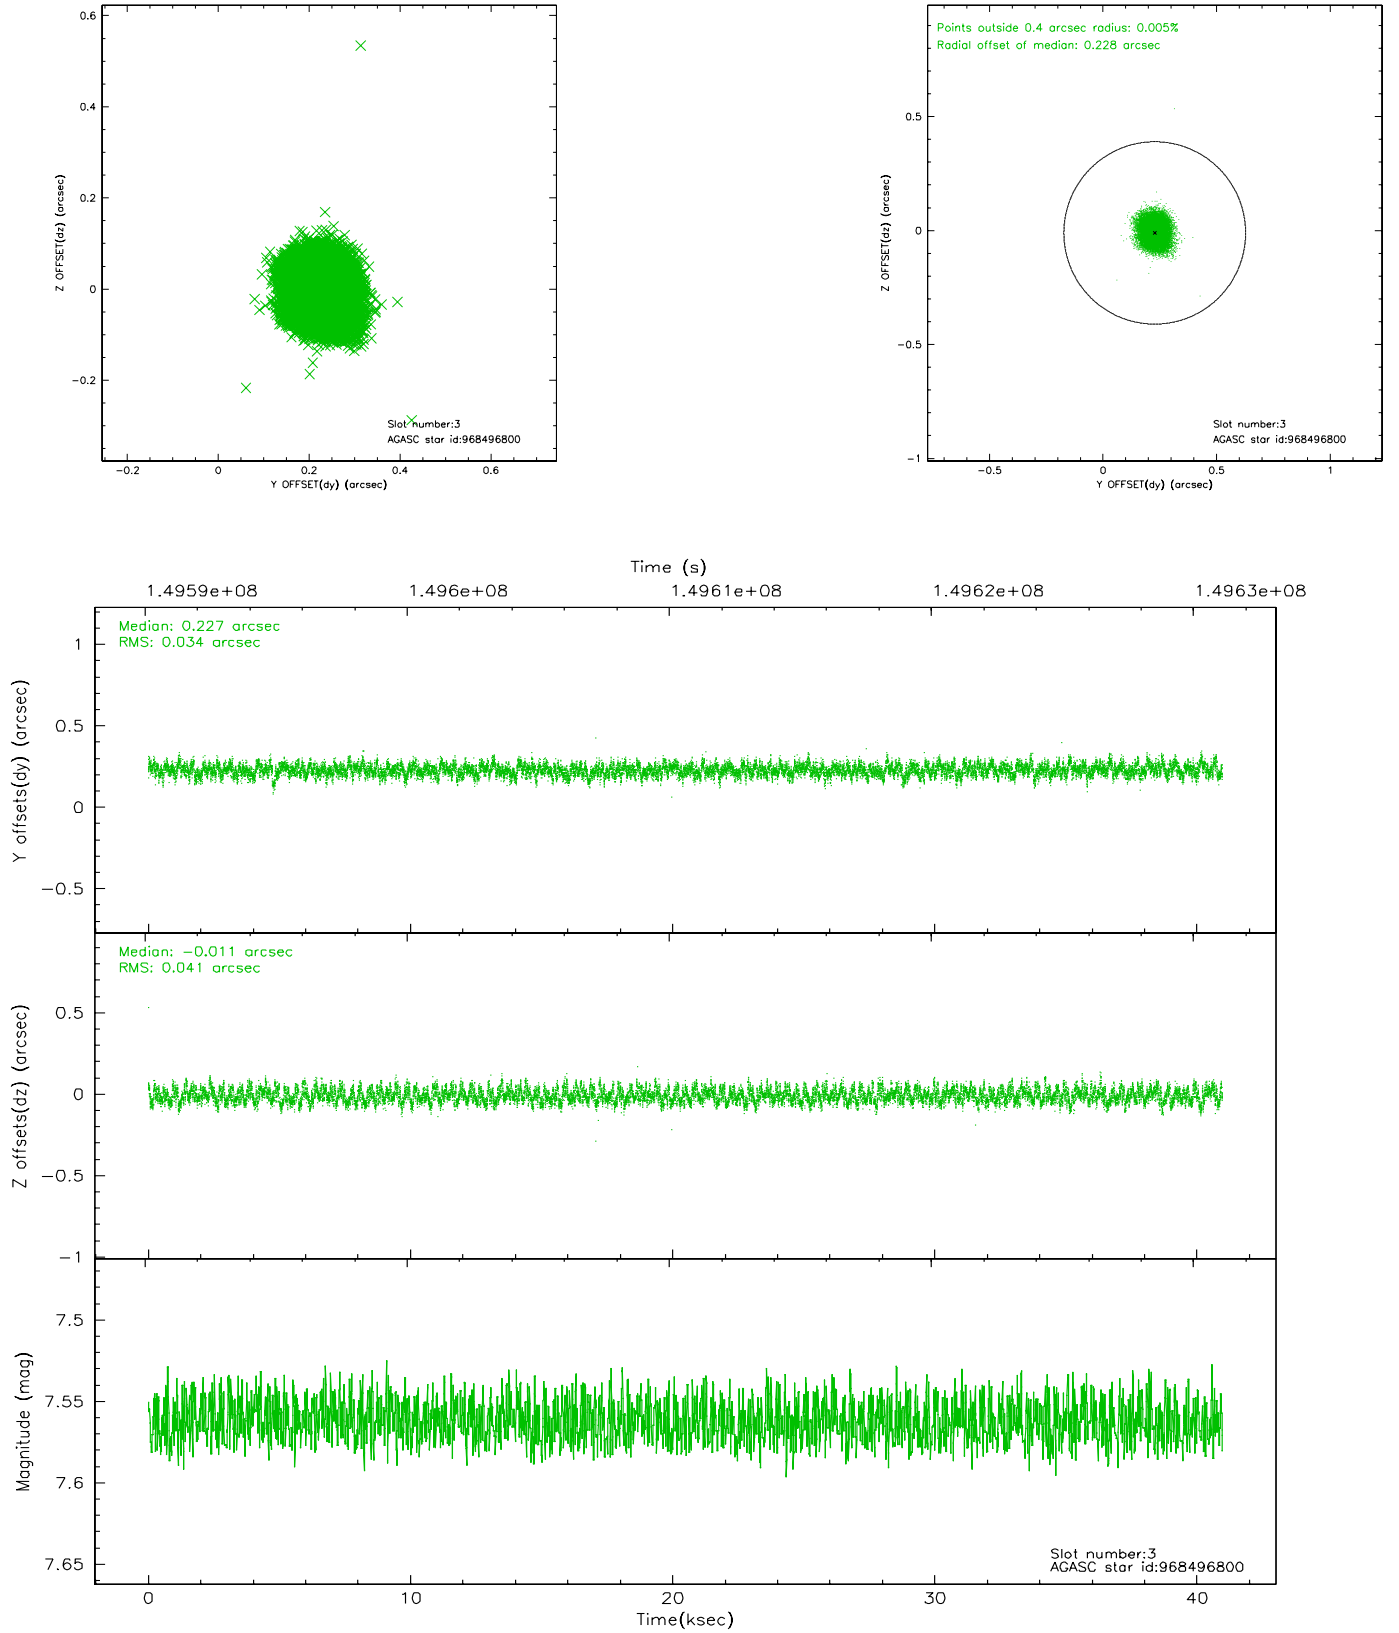 0.6
0.4
0.2
0
−0.2
Z OFFSET(dz) (arcsec)
Slot number:3
AGASC star id:968496800
−0.2 0 0.2 0.4 0.6
Y OFFSET(dy) (arcsec)
Points outside 0.4 arcsec radius: 0.005%
Radial offset of median: 0.228 arcsec
0.5
0
−0.5
−1
Z OFFSET(dz) (arcsec)
Slot number:3
AGASC star id:968496800
−0.5 0 0.5 1
Y OFFSET(dy) (arcsec)
Time (s)
1.4959e+08 1.496e+08 1.4961e+08 1.4962e+08 1.4963e+08
Median: 0.227 arcsec
RMS: 0.034 arcsec
1
0.5
0
−0.5
Y offsets(dy) (arcsec)
Median: −0.011 arcsec
RMS: 0.041 arcsec
0.5
0
−0.5
−1
Z offsets(dz) (arcsec)
7.5
7.55
7.6
7.65
Magnitude (mag)
Slot number:3
AGASC star id:968496800
0 10 20 30 40
Time(ksec)